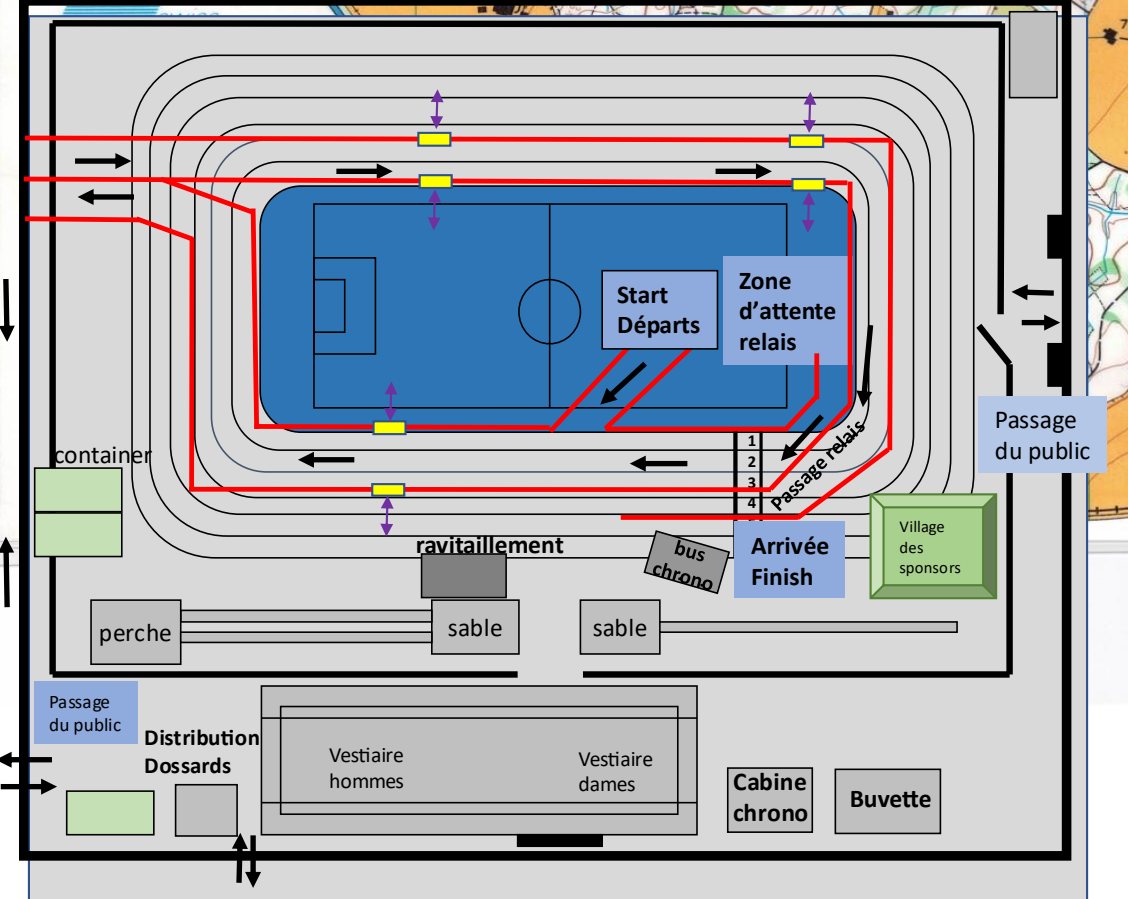 Start
Départs
Zone
d'attente
relais
Passage
du public
container
1
2
3
4
Passage relais
Village
des
sponsors
ravitaillement
bus
chrono
Arrivée
Finish
perche
sable
sable
Passage
du public
Distribution
Dossards
Vestiaire
hommes
Vestiaire
dames
Cabine
chrono
Buvette